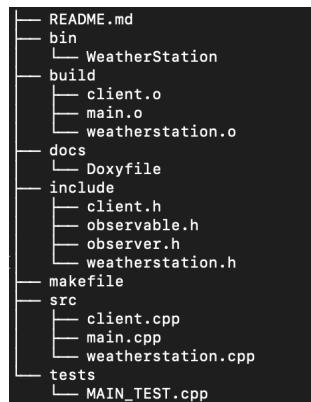 ├── README.md
├── bin
│   └── WeatherStation
├── build
│   ├── client.o
│   ├── main.o
│   └── weatherstation.o
├── docs
│   └── Doxyfile
├── include
│   ├── client.h
│   ├── observable.h
│   ├── observer.h
│   └── weatherstation.h
├── makefile
├── src
│   ├── client.cpp
│   ├── main.cpp
│   └── weatherstation.cpp
└── tests
    └── MAIN_TEST.cpp